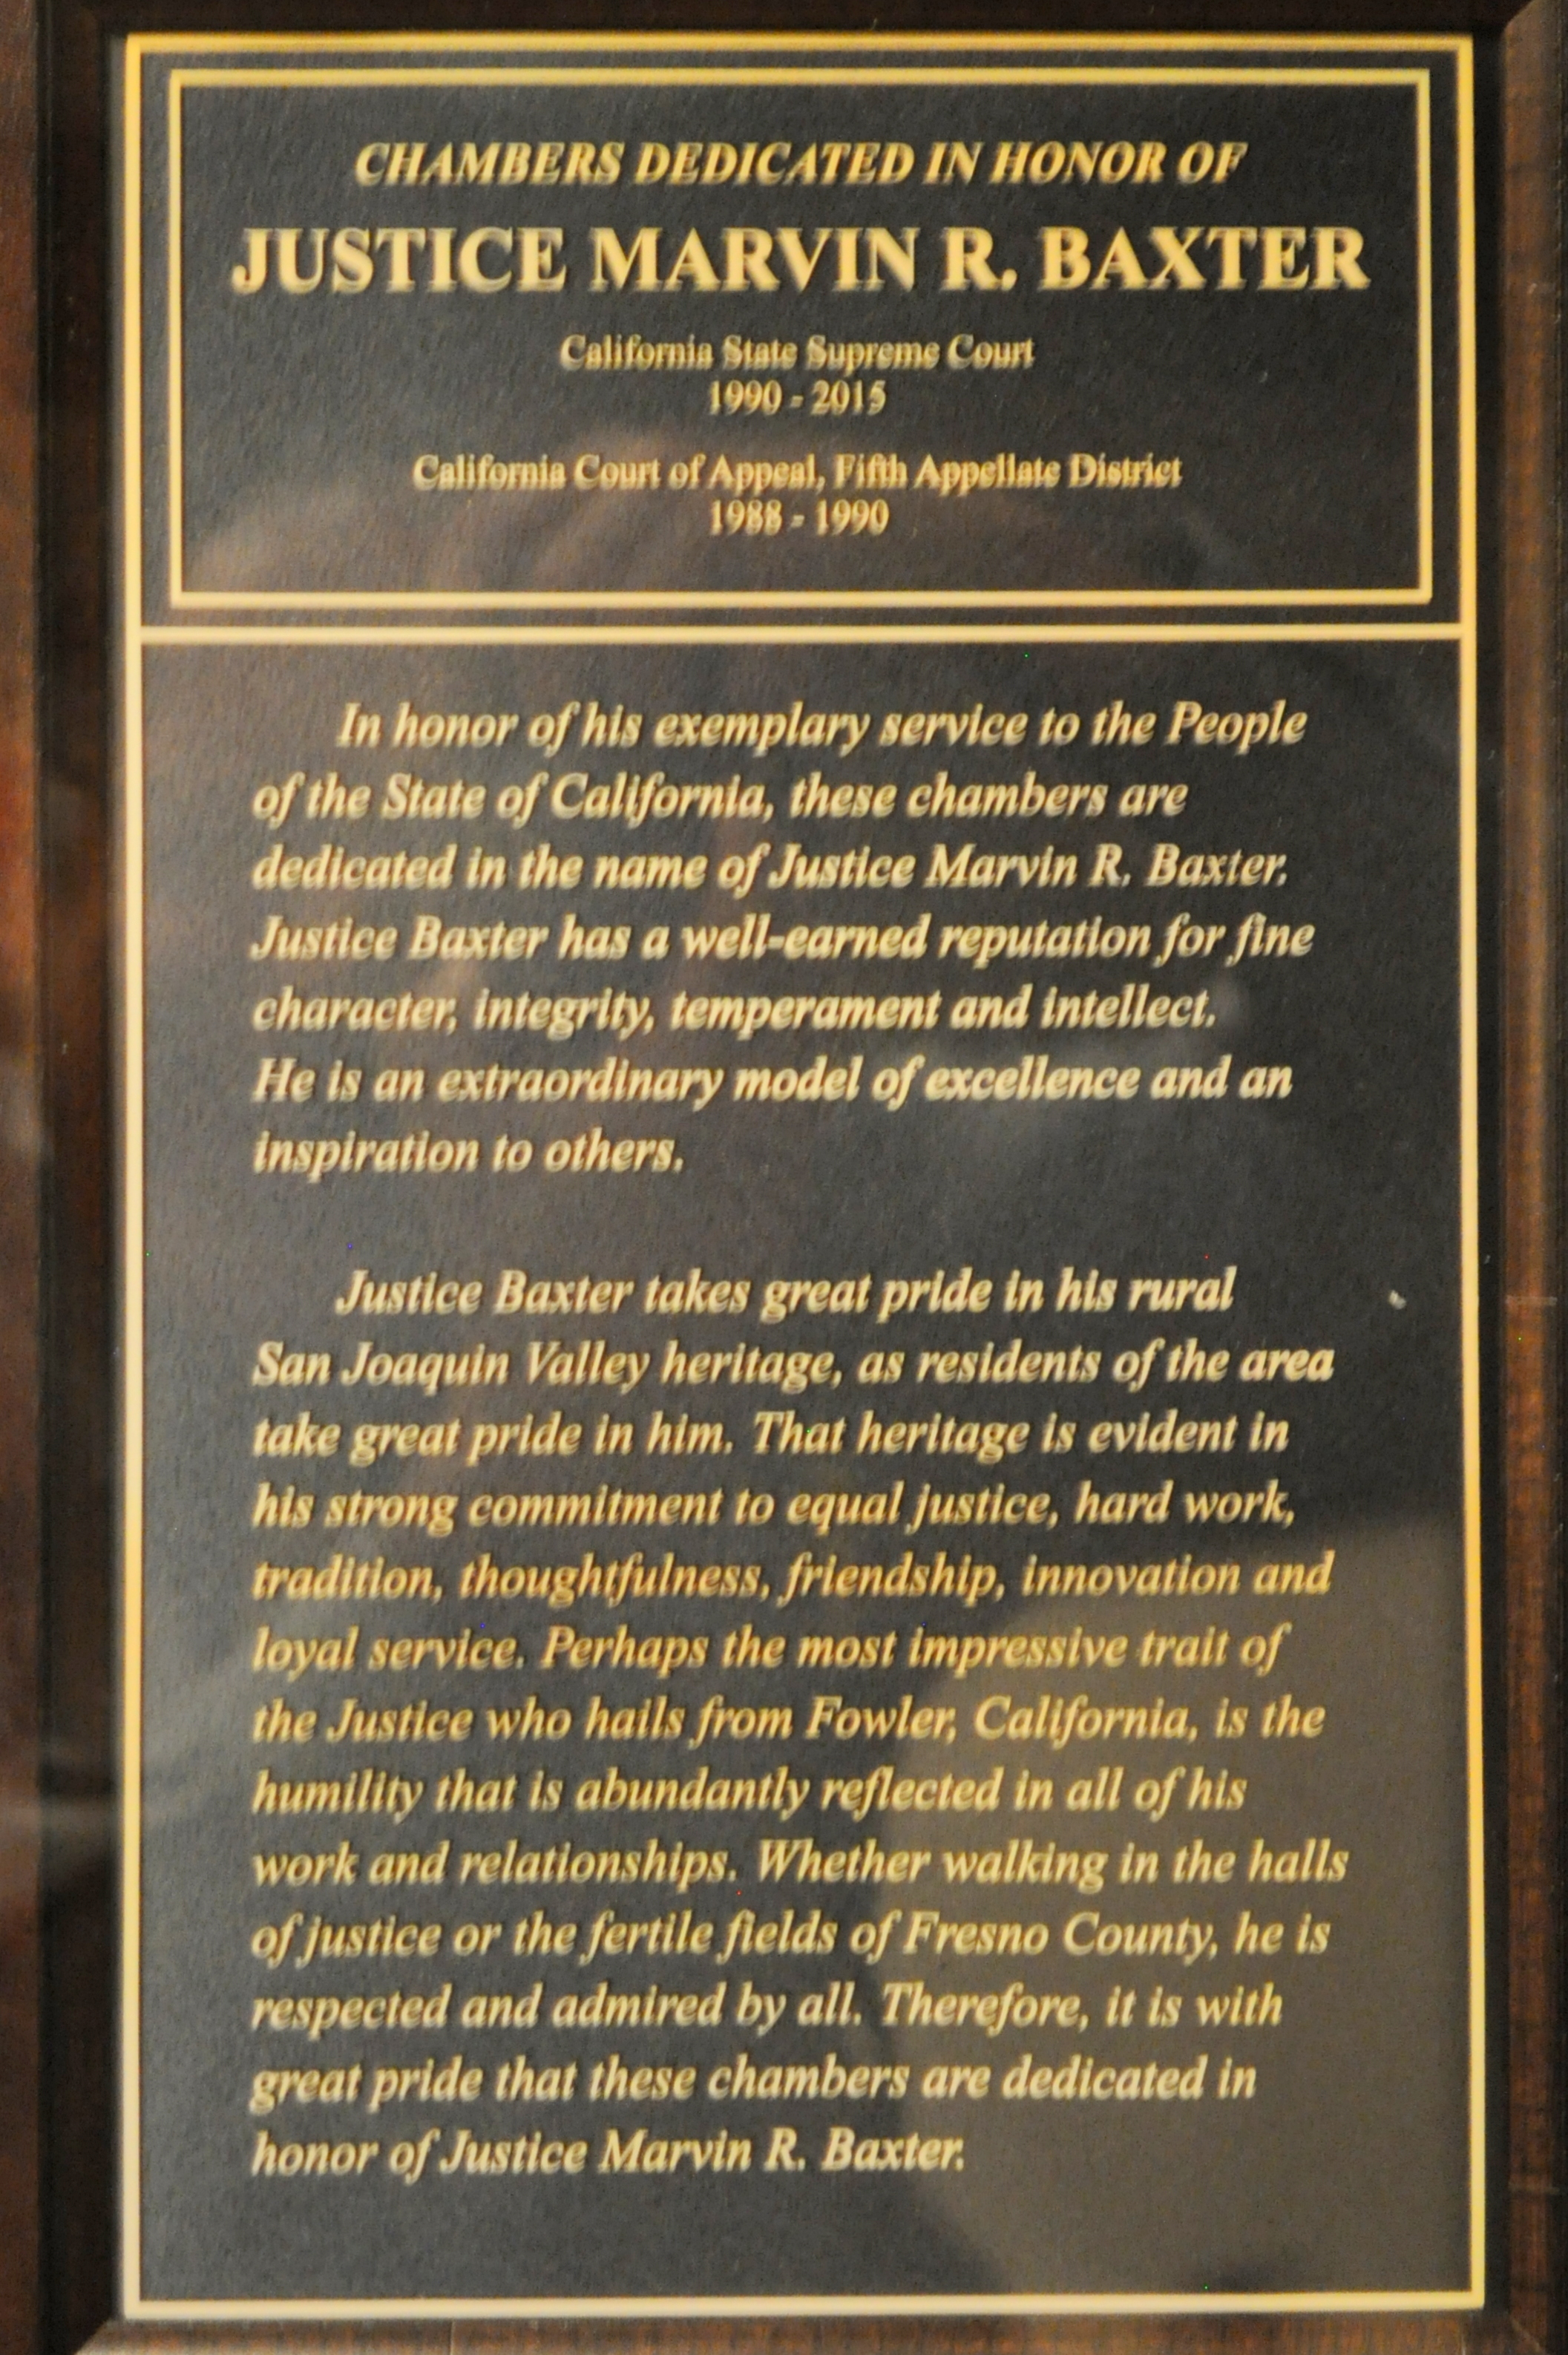 CHAMBERS DEDICATED IN HONOR OF
JUSTICE MARVIN R. BAXTER
California State Supreme Court
1990 - 2015
California Court of Appeal, Fifth Appellate District
1988 - 1990
In honor of his exemplary service to the People
of the State of California, these chambers are
dedicated in the name of Justice Marvin R. Baxter.
Justice Baxter has a well-earned reputation for fine
character, integrity, temperament and intellect.
He is an extraordinary model of excellence and an
inspiration to others.
Justice Baxter takes great pride in his rural
San Joaquin Valley heritage, as residents of the area
take great pride in him. That heritage is evident in
his strong commitment to equal justice, hard work,
tradition, thoughtfulness, friendship, innovation and
loyal service. Perhaps the most impressive trait of
the Justice who hails from Fowler, California, is the
humility that is abundantly reflected in all of his
work and relationships. Whether walking in the halls
of justice or the fertile fields of Fresno County, he is
respected and admired by all. Therefore, it is with
great pride that these chambers are dedicated in
honor of Justice Marvin R. Baxter.